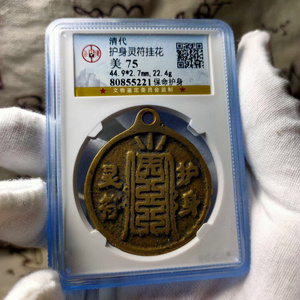 清代
护身灵符挂花
美 75
44.9*2.7mm, 22.4g
80855221 保命护身
文物鉴定委员会监制
护身
灵符